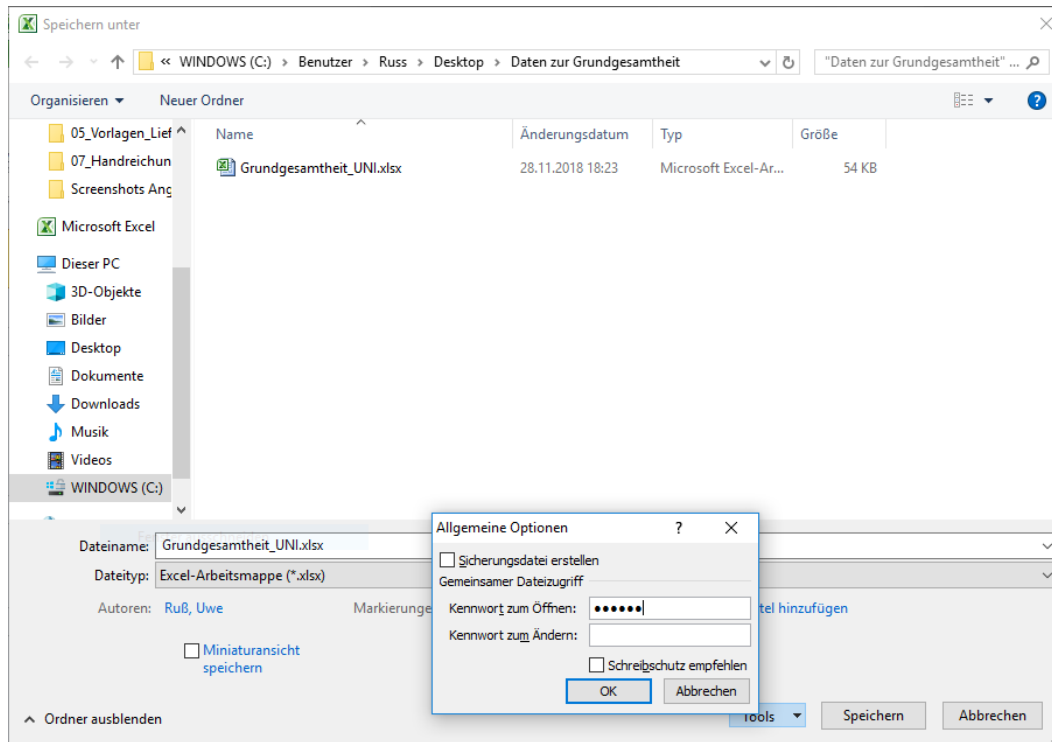 Speichern unter
« WINDOWS (C:) › Benutzer › Russ › Desktop › Daten zur Grundgesamtheit
"Daten zur Grundgesamtheit" ...
Organisieren Neuer Ordner
Name Änderungsdatum Typ Größe
05_Vorlagen_Lief
07_Handreichun
Screenshots Ang
Microsoft Excel
Dieser PC
3D-Objekte
Bilder
Desktop
Dokumente
Downloads
Musik
Videos
WINDOWS (C:)
Grundgesamtheit_UNI.xlsx 28.11.2018 18:23 Microsoft Excel-Ar... 54 KB
Dateiname: Grundgesamtheit_UNI.xlsx
Dateityp: Excel-Arbeitsmappe (*.xlsx)
Autoren: Ruß, Uwe Markierunge tel hinzufügen
Miniaturansicht
speichern
Allgemeine Optionen ?
Sicherungsdatei erstellen
Gemeinsamer Dateizugriff
Kennwort zum Öffnen: ••••••
Kennwort zum Ändern:
Schreibschutz empfehlen
OK Abbrechen
Ordner ausblenden Tools Speichern Abbrechen